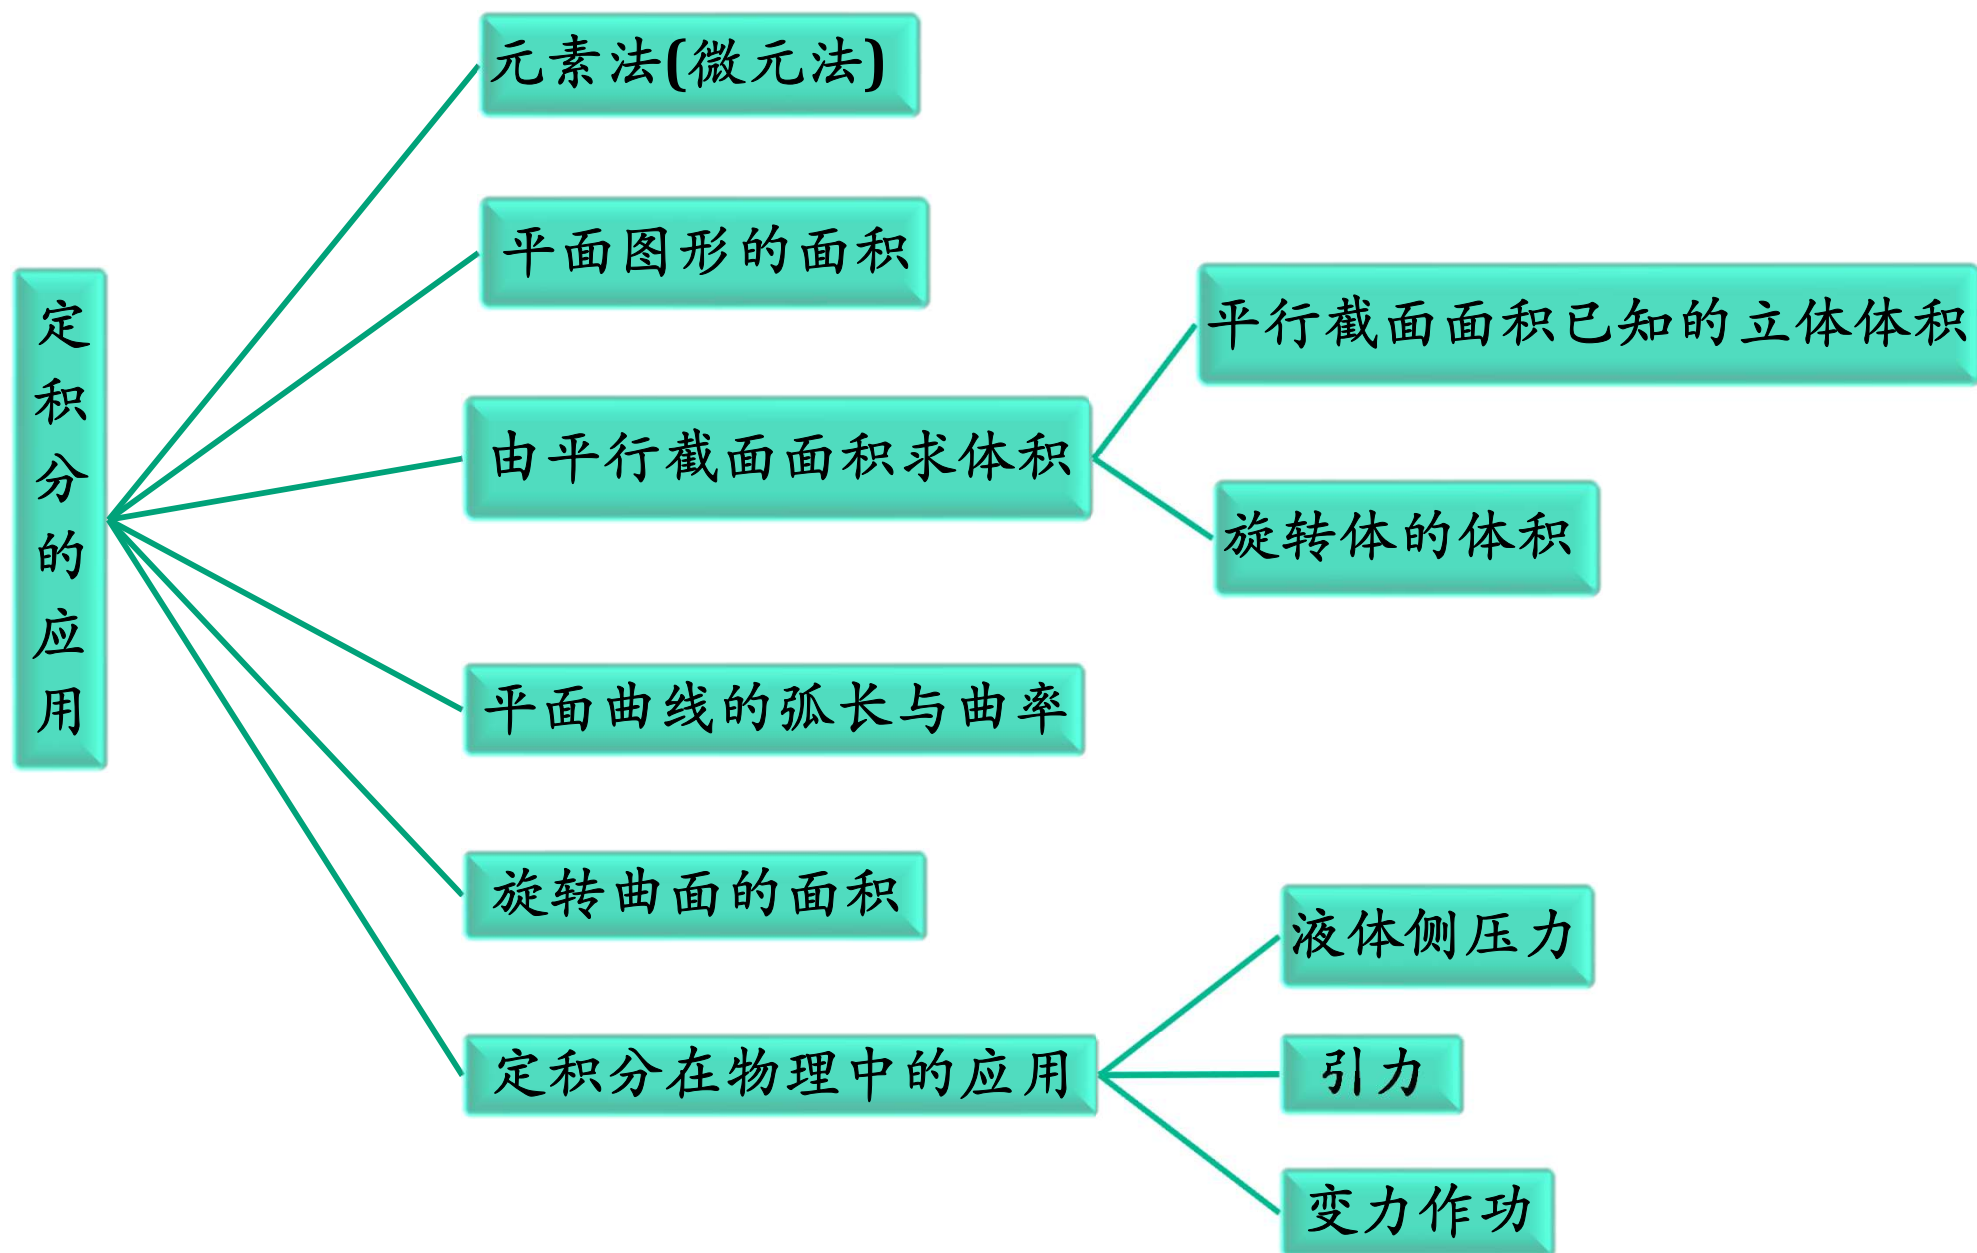 定积分的应用
元素法(微元法)
平面图形的面积
由平行截面面积求体积
平行截面面积已知的立体体积
旋转体的体积
平面曲线的弧长与曲率
旋转曲面的面积
定积分在物理中的应用
液体侧压力
引力
变力作功